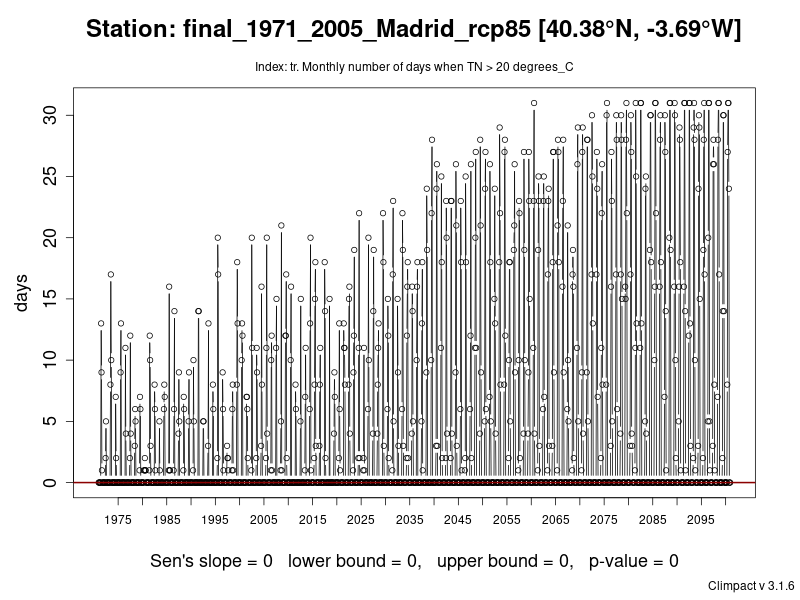 Station: final_1971_2005_Madrid_rcp85 [40.38°N, -3.69°W]
Index: tr. Monthly number of days when TN > 20 degrees_C
days
30
25
20
15
10
5
0
1975 1985 1995 2005 2015 2025 2035 2045 2055 2065 2075 2085 2095
Sen's slope = 0 lower bound = 0, upper bound = 0, p-value = 0
Climpact v 3.1.6